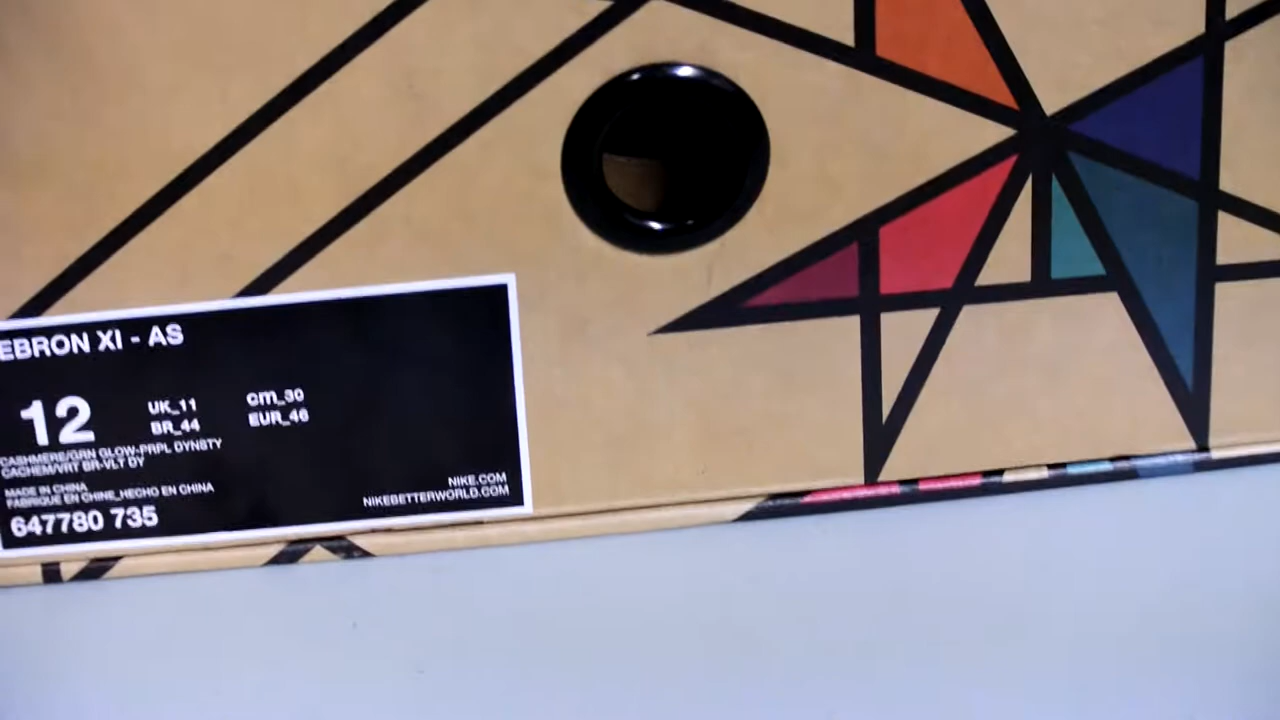 EBRON XI - AS
12
UK_11
cm_30
BR_44
EUR_46
CASHMERE/GRN GLOW-PRPL DYNSTY
CACHEM/VRT BR-VLT DY
MADE IN CHINA
FABRIQUE EN CHINE_HECHO EN CHINA
647780 735
NIKE.COM
NIKEBETTERWORLD.COM